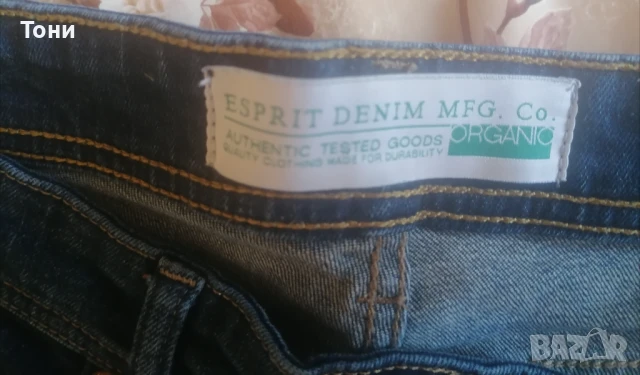 Тони
ESPRIT DENIM MFG. Co.
AUTHENTIC TESTED GOODS
QUALITY CLOTHING MADE FOR DURABILITY
ORGANIC
BAZAR